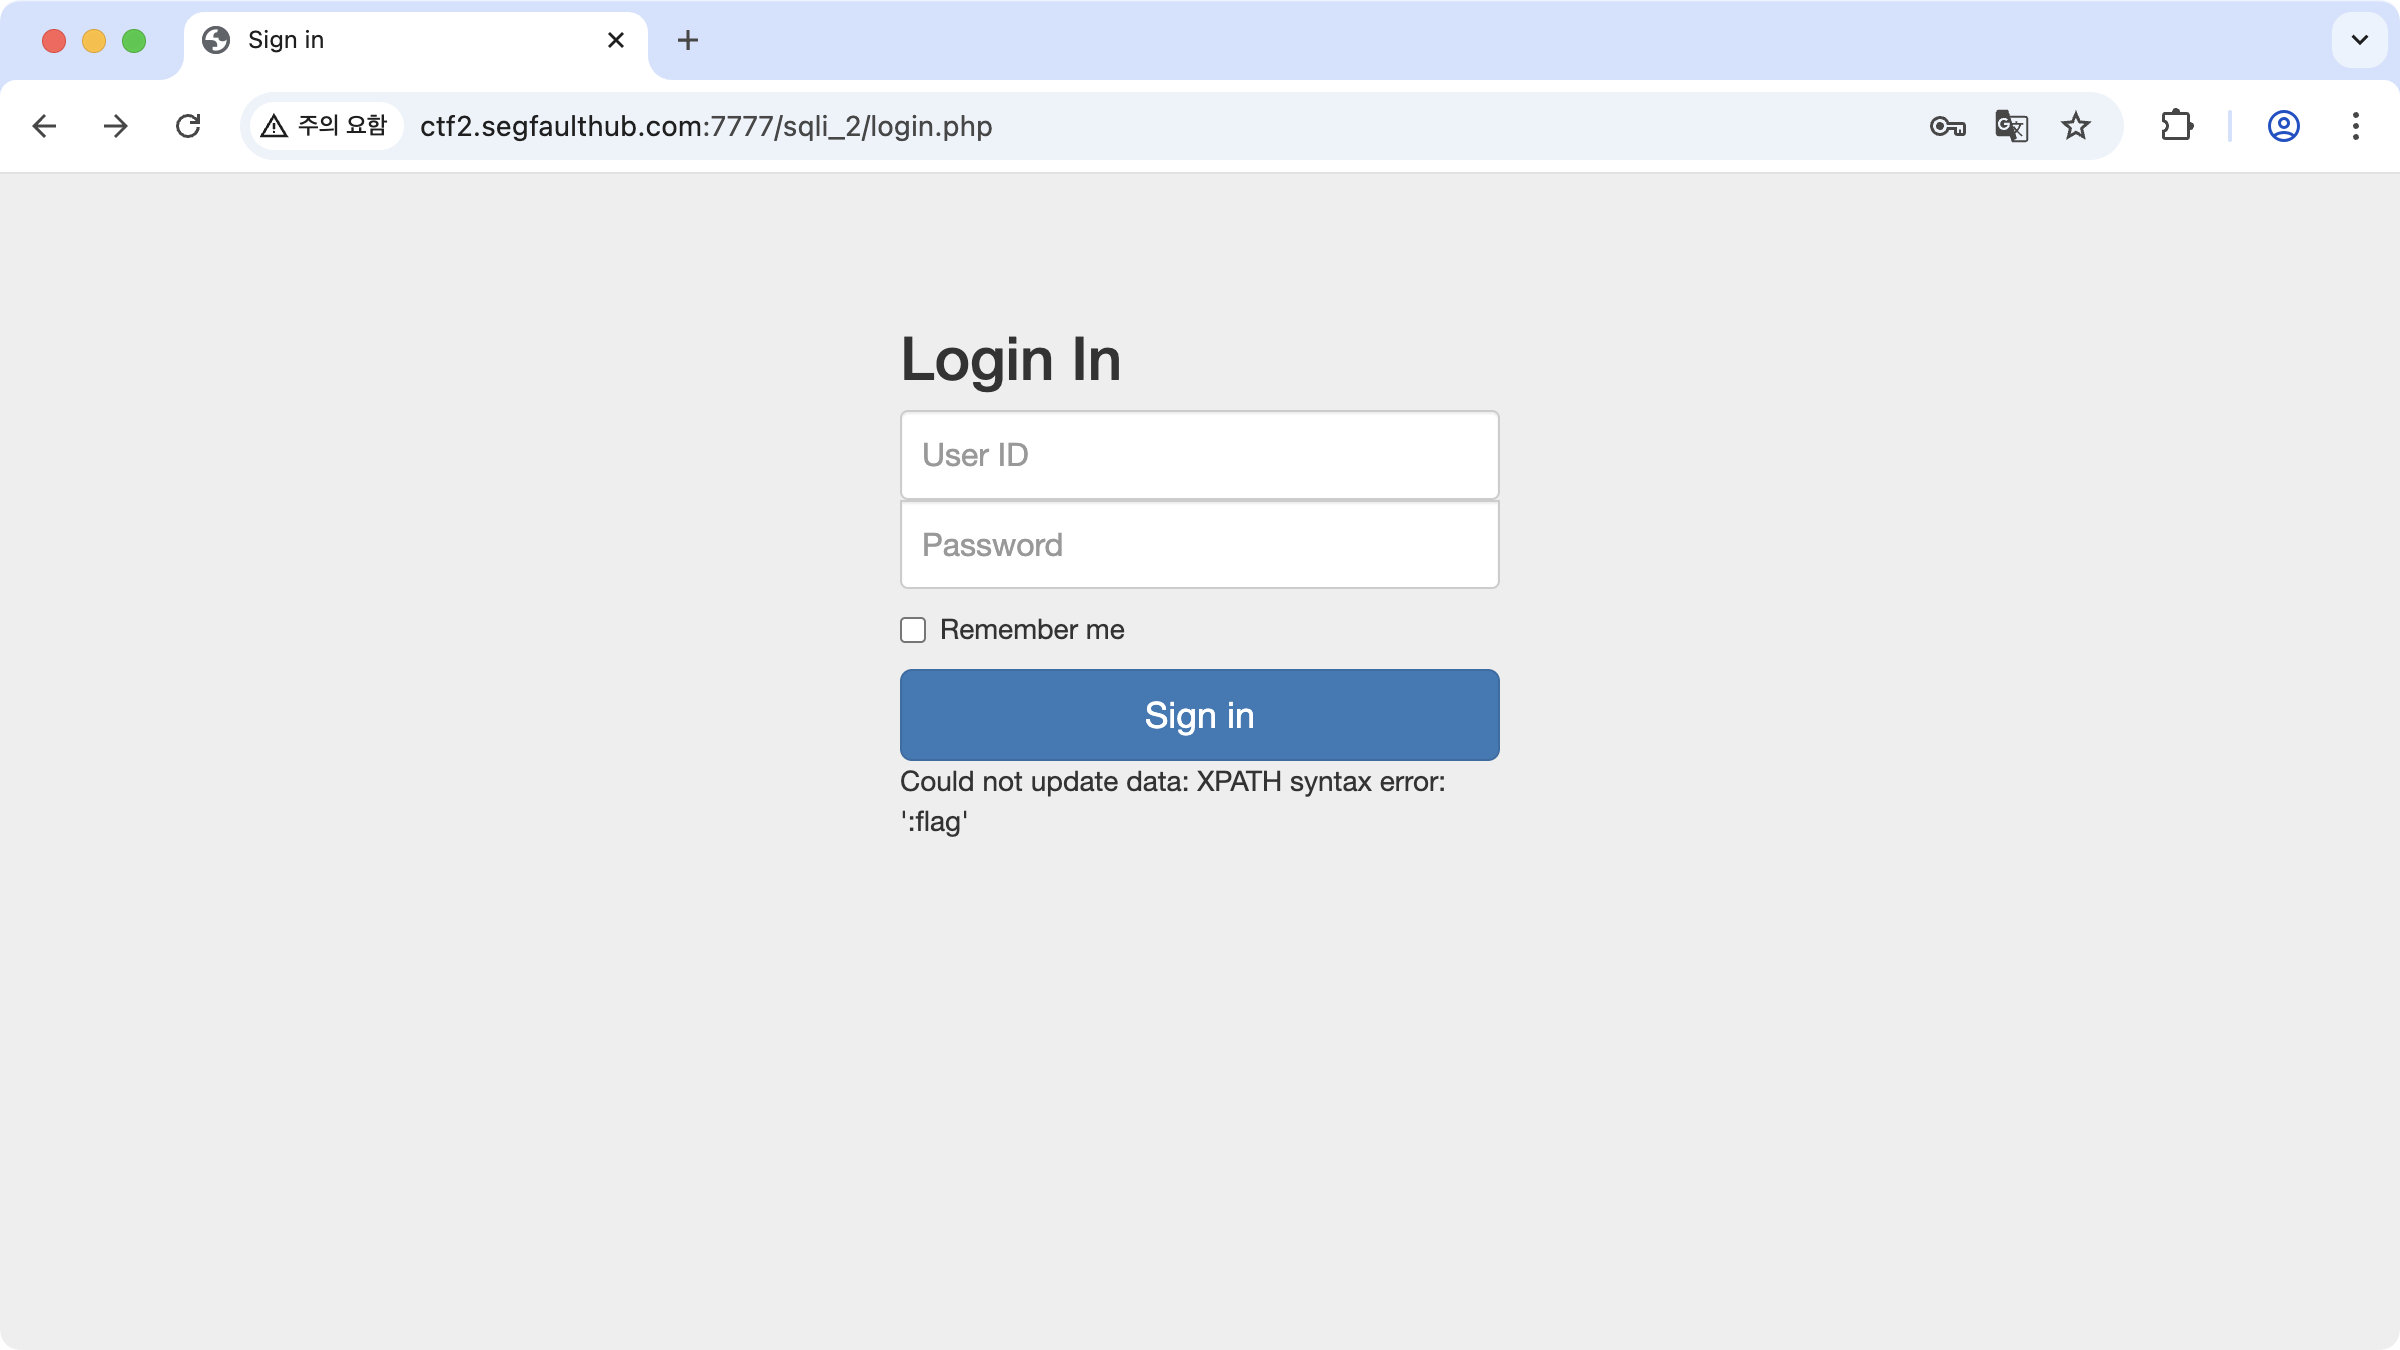 Sign in
주의 요함
ctf2.segfaulthub.com:7777/sqli_2/login.php
Login In
User ID
Password
Remember me
Sign in
Could not update data: XPATH syntax error:
':flag'